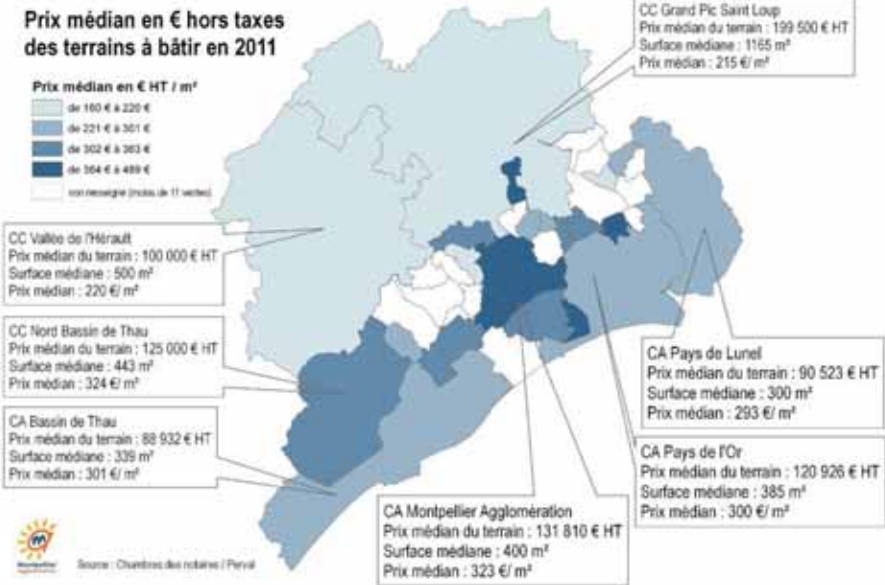 Prix médian en € hors taxes
des terrains à bâtir en 2011
Prix médian en € HT / m²
de 160 € à 220 €
de 221 € à 301 €
de 302 € à 363 €
de 364 € à 489 €
non renseigné (moins de 11 ventes)
CC Grand Pic Saint Loup
Prix médian du terrain : 199 500 € HT
Surface médiane : 1165 m²
Prix médian : 215 €/ m²
CC Vallée de l'Hérault
Prix médian du terrain : 100 000 € HT
Surface médiane : 500 m²
Prix médian : 220 €/ m²
CC Nord Bassin de Thau
Prix médian du terrain : 125 000 € HT
Surface médiane : 443 m²
Prix médian : 324 €/ m²
CA Bassin de Thau
Prix médian du terrain : 88 932 € HT
Surface médiane : 339 m²
Prix médian : 301 €/ m²
CA Pays de Lunel
Prix médian du terrain : 90 523 € HT
Surface médiane : 300 m²
Prix médian : 293 €/ m²
CA Pays de l'Or
Prix médian du terrain : 120 926 € HT
Surface médiane : 385 m²
Prix médian : 300 €/ m²
CA Montpellier Agglomération
Prix médian du terrain : 131 810 € HT
Surface médiane : 400 m²
Prix médian : 323 €/ m²
Montpellier
Agglomération
Source : Chambres des notaires / Perval